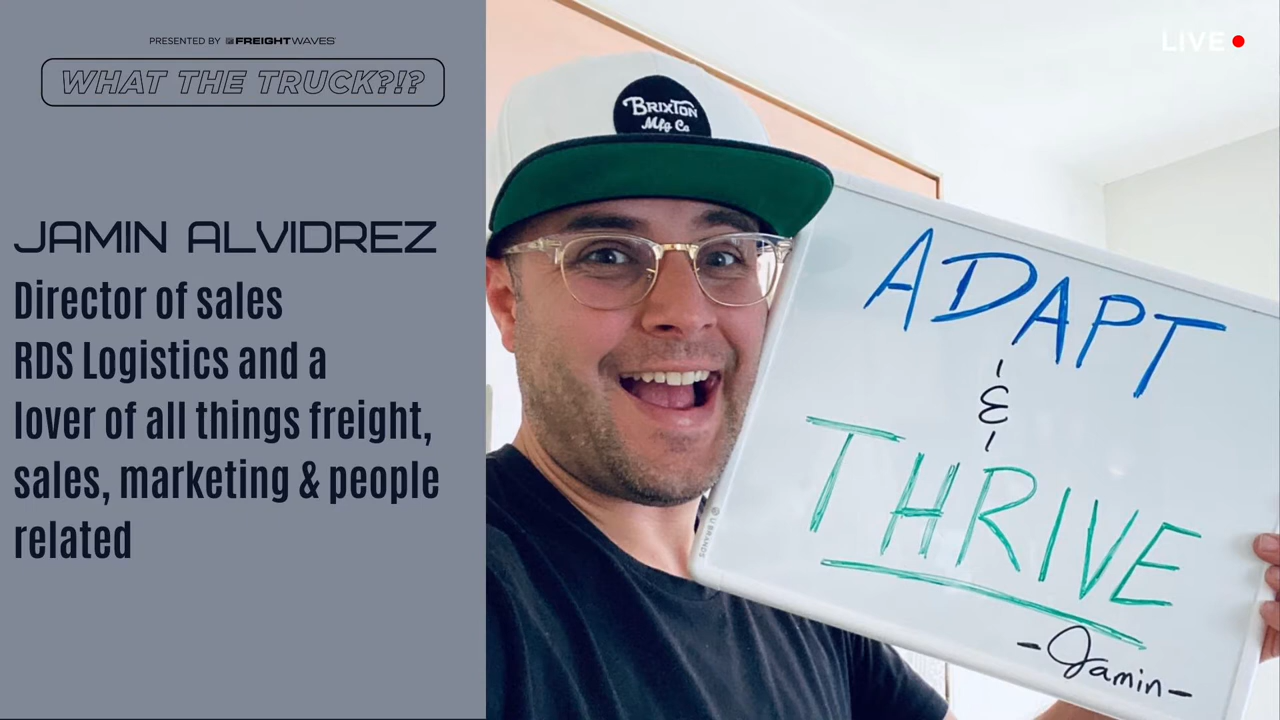 PRESENTED BY FREIGHTWAVES
WHAT THE TRUCK?!?
JAMIN ALVIDREZ
Director of sales
RDS Logistics and a
lover of all things freight,
sales, marketing & people
related
LIVE
BRIXTON
Mfg Co
ADAPT
&
THRIVE
-Jamin-
U BRANDS